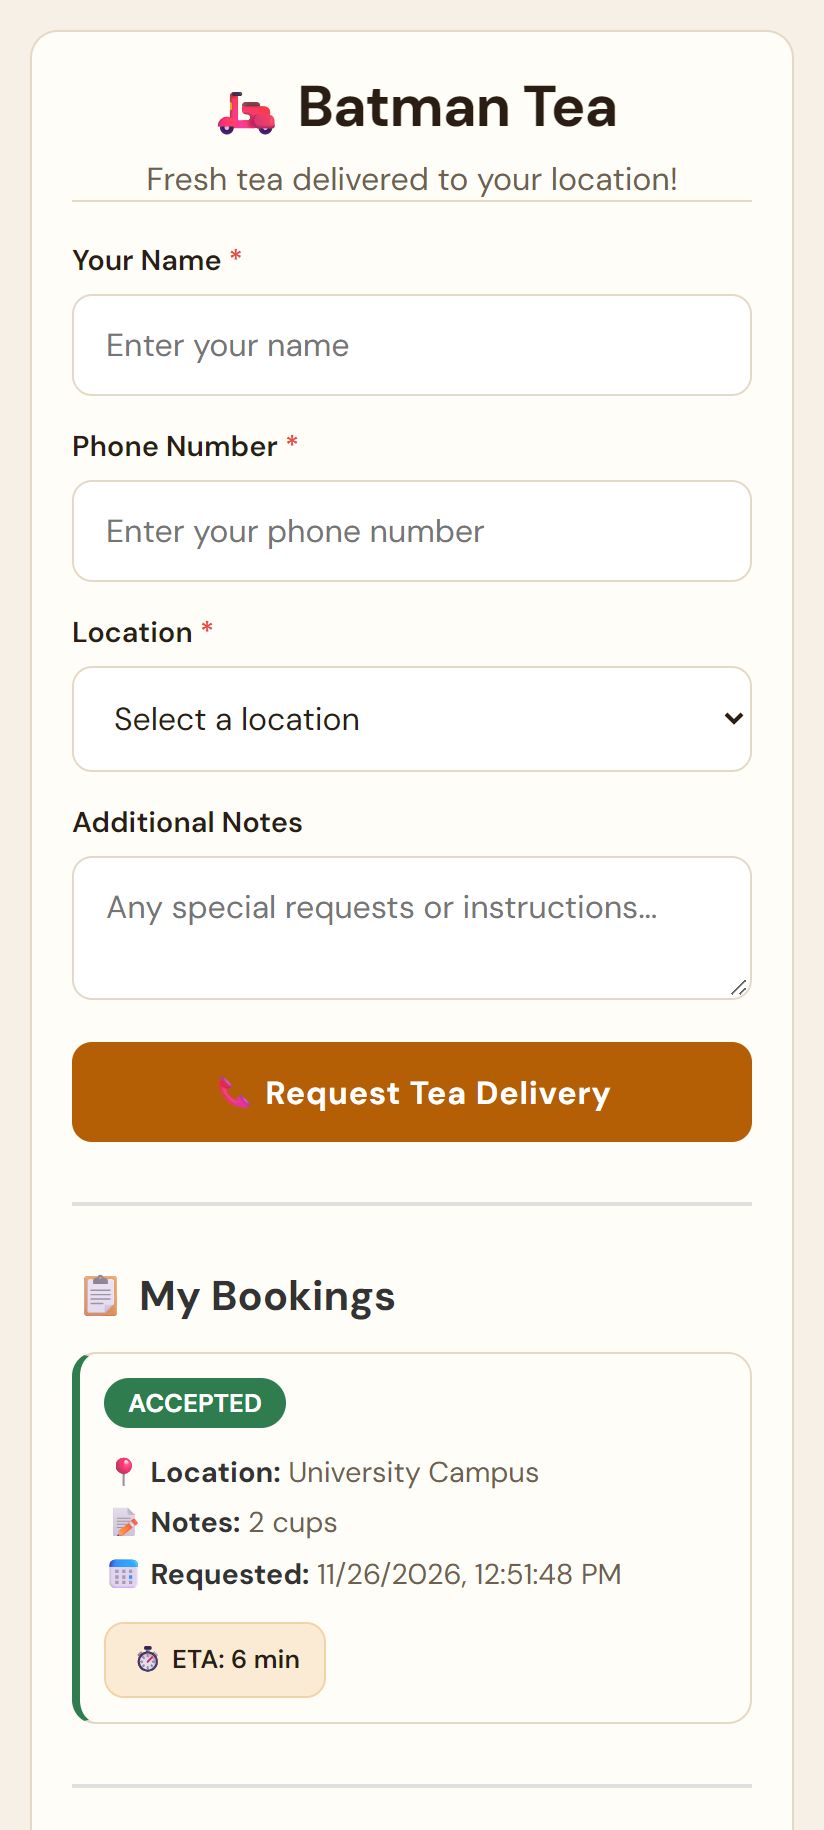 Batman Tea
Fresh tea delivered to your location!
Your Name *
Enter your name
Phone Number *
Enter your phone number
Location *
Select a location
Additional Notes
Any special requests or instructions...
Request Tea Delivery
My Bookings
ACCEPTED
Location: University Campus
Notes: 2 cups
Requested: 11/26/2026, 12:51:48 PM
ETA: 6 min